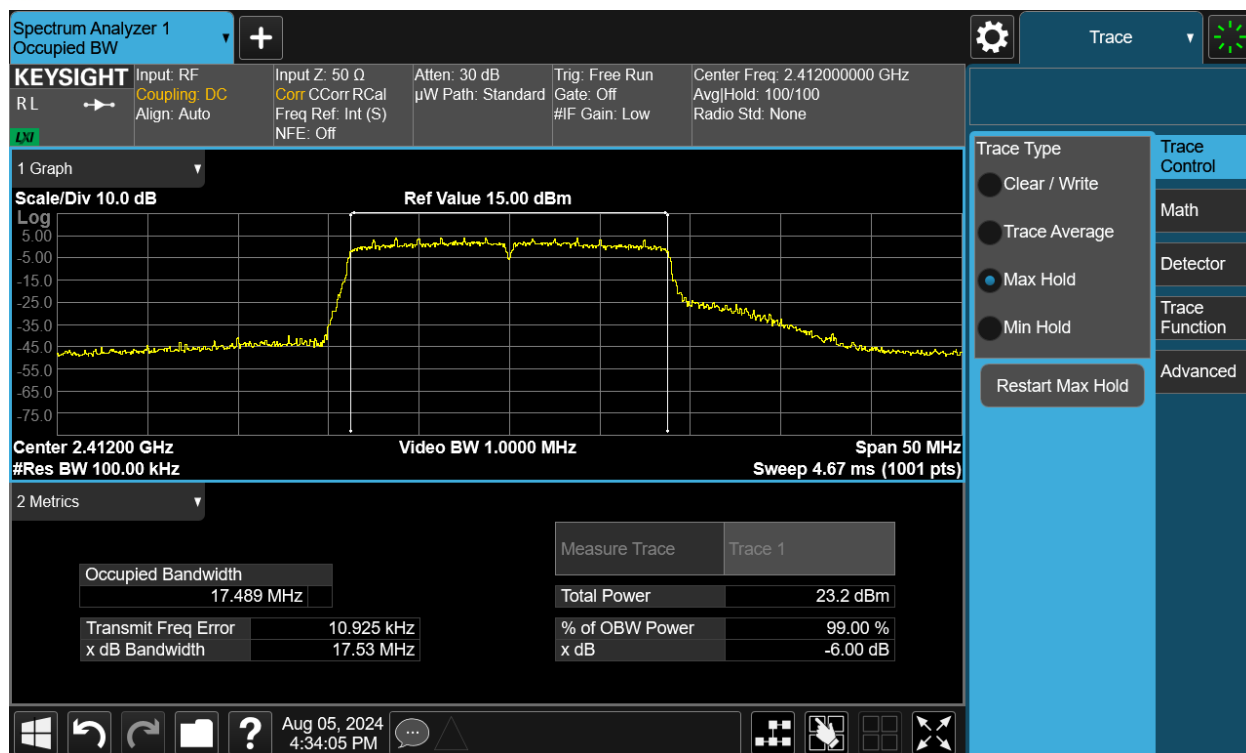 Spectrum Analyzer 1
Occupied BW
Trace
KEYSIGHT
R L
LXI
Input: RF
Coupling: DC
Align: Auto
Input Z: 50 Ω
Corr CCorr RCal
Freq Ref: Int (S)
NFE: Off
Atten: 30 dB
µW Path: Standard
Trig: Free Run
Gate: Off
#IF Gain: Low
Center Freq: 2.412000000 GHz
Avg|Hold: 100/100
Radio Std: None
1 Graph
Scale/Div 10.0 dB
Ref Value 15.00 dBm
Log
5.00
-5.00
-15.0
-25.0
-35.0
-45.0
-55.0
-65.0
-75.0
Center 2.41200 GHz
Video BW 1.0000 MHz
Span 50 MHz
#Res BW 100.00 kHz
Sweep 4.67 ms (1001 pts)
2 Metrics
Measure Trace
Trace 1
Occupied Bandwidth
17.489 MHz
Total Power
23.2 dBm
Transmit Freq Error
10.925 kHz
% of OBW Power
99.00 %
x dB Bandwidth
17.53 MHz
x dB
-6.00 dB
Trace Type
Clear / Write
Trace Average
Max Hold
Min Hold
Restart Max Hold
Trace
Control
Math
Detector
Trace
Function
Advanced
?
Aug 05, 2024
4:34:05 PM